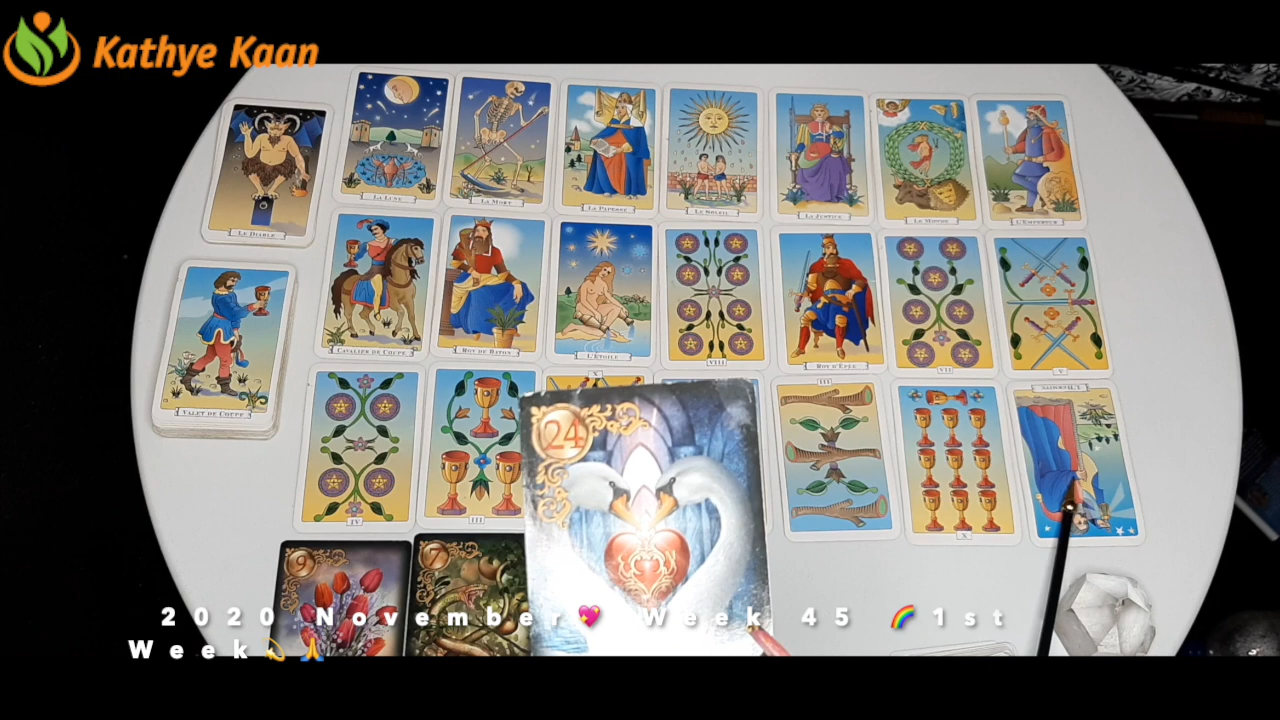 Kathye Kaan
LE DIABLE
LA LUNE
LA MORT
LA PAPESSE
LE SOLEIL
LA JUSTICE
LE MONDE
L'EMPEREUR
VALET DE COUPE
CAVALIER DE COUPE
ROY DE BATON
L'ÉTOILE
VIII
ROY D'ÉPÉE
VII
V
IV
III
X
24
III
X
9
7
2020 November💖 Week 45 🌈1st
Week💫🙏